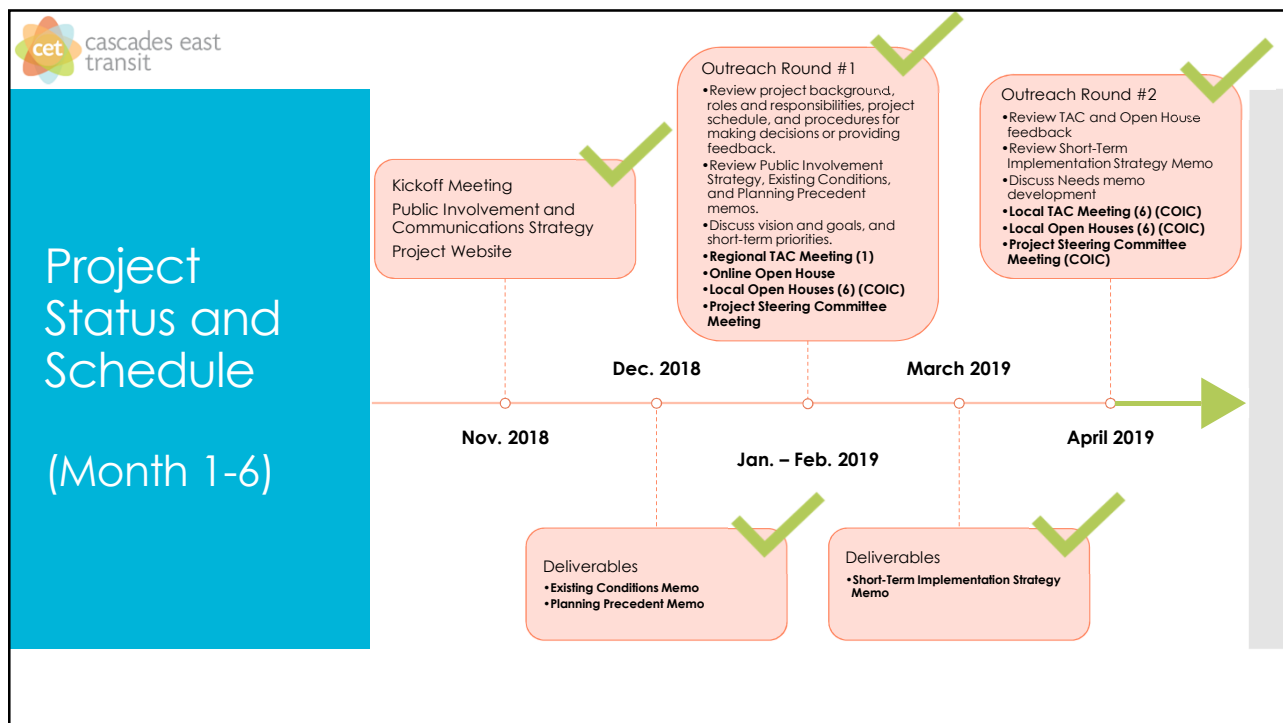 cet
cascades east
transit
Project
Status and
Schedule
(Month 1-6)
Kickoff Meeting
Public Involvement and
Communications Strategy
Project Website
Outreach Round #1
•Review project background,
roles and responsibilities, project
schedule, and procedures for
making decisions or providing
feedback.
•Review Public Involvement
Strategy, Existing Conditions,
and Planning Precedent
memos.
•Discuss vision and goals, and
short-term priorities.
•Regional TAC Meeting (1)
•Online Open House
•Local Open Houses (6) (COIC)
•Project Steering Committee
Meeting
Outreach Round #2
•Review TAC and Open House
feedback
•Review Short-Term
Implementation Strategy Memo
•Discuss Needs memo
development
•Local TAC Meeting (6) (COIC)
•Local Open Houses (6) (COIC)
•Project Steering Committee
Meeting (COIC)
Dec. 2018
March 2019
Nov. 2018
Jan. – Feb. 2019
April 2019
Deliverables
•Existing Conditions Memo
•Planning Precedent Memo
Deliverables
•Short-Term Implementation Strategy
Memo